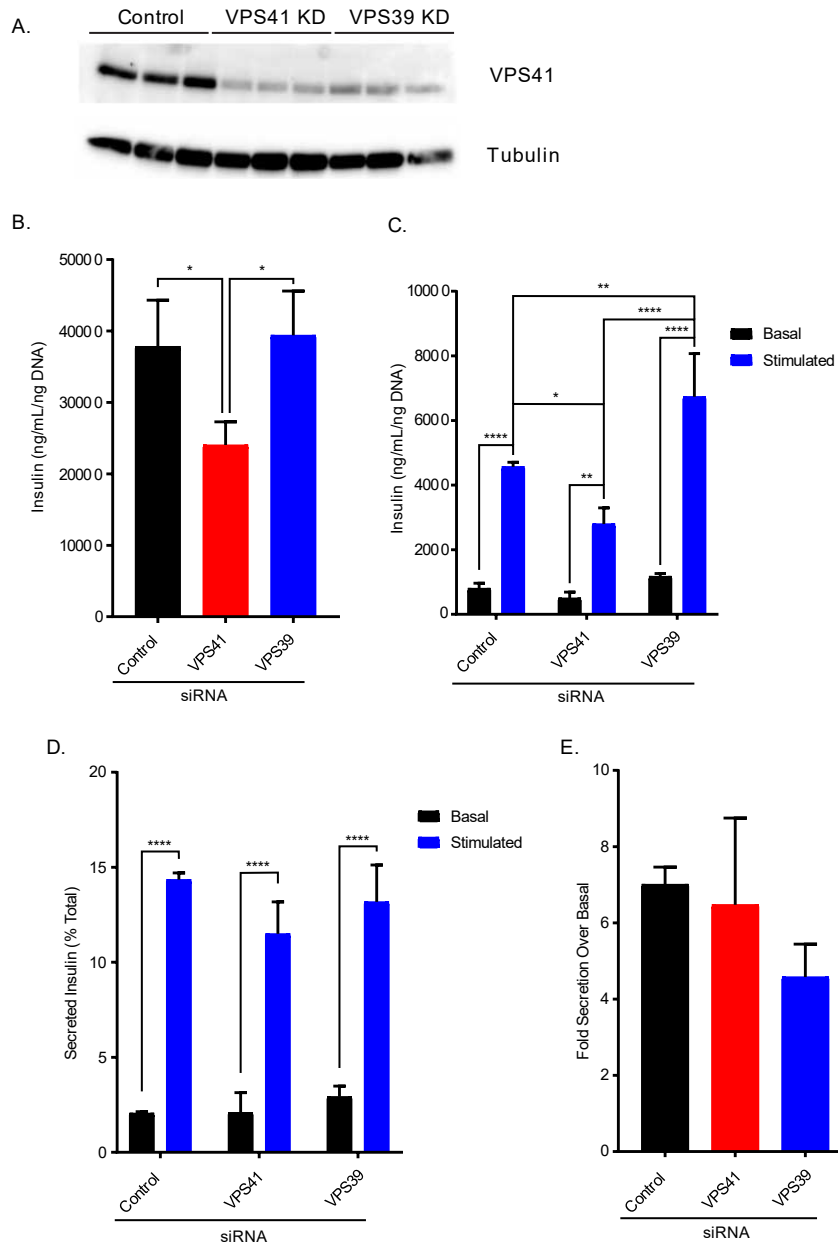 A.
Control VPS41 KD VPS39 KD
VPS41
Tubulin
B.
Insulin (ng/mL/ng DNA)
50000
40000
30000
20000
10000
0
* *
Control VPS41 VPS39
siRNA
C.
Insulin (ng/mL/ng DNA)
10000
8000
6000
4000
2000
0
**
****
****
*
****
**
Basal
Stimulated
Control VPS41 VPS39
siRNA
D.
Secreted Insulin (% Total)
20
15
10
5
0
**** **** ****
Basal
Stimulated
Control VPS41 VPS39
siRNA
E.
Fold Secretion Over Basal
10
8
6
4
2
0
Control VPS41 VPS39
siRNA